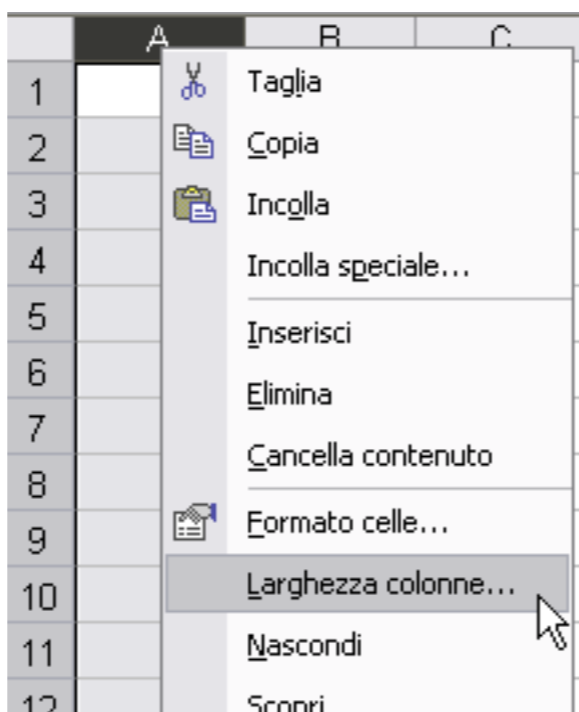 A B C
1 Taglia
2 Copia
3 Incolla
4 Incolla speciale...
5 Inserisci
6 Elimina
7 Cancella contenuto
8
9 Formato celle...
10 Larghezza colonne...
11 Nascondi
12 Scopri